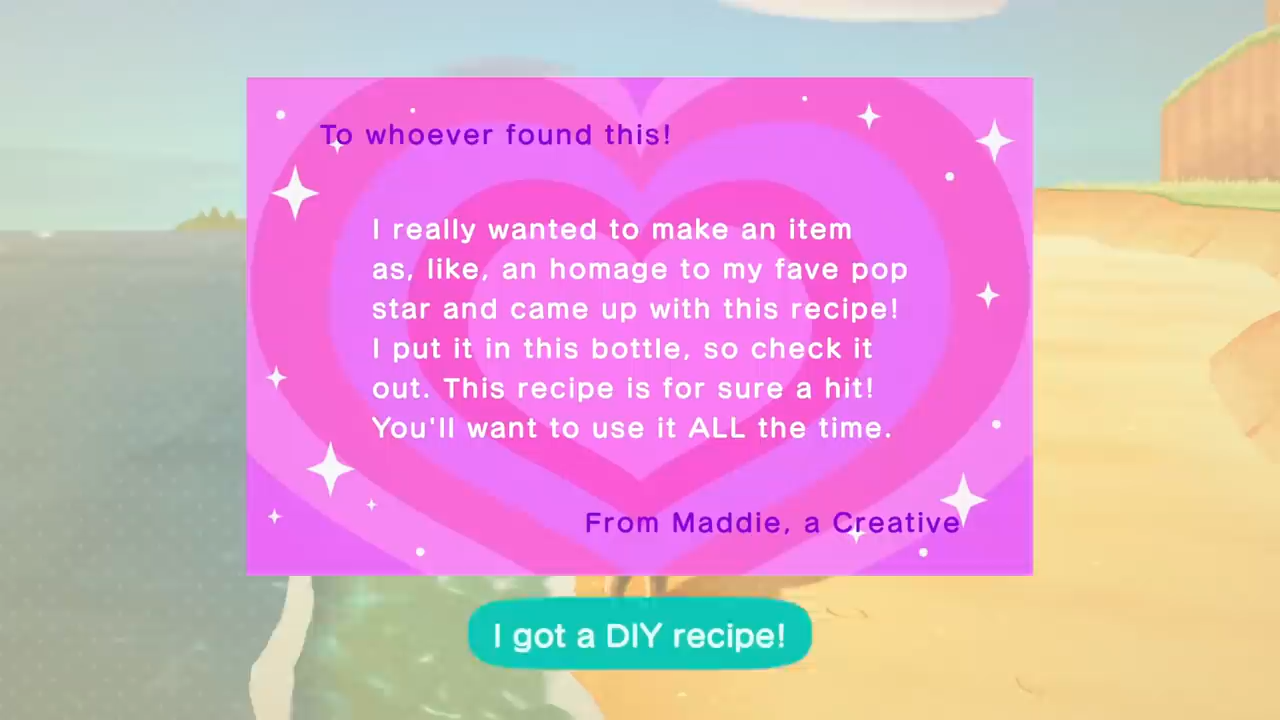 To whoever found this!
I really wanted to make an item
as, like, an homage to my fave pop
star and came up with this recipe!
I put it in this bottle, so check it
out. This recipe is for sure a hit!
You'll want to use it ALL the time.
From Maddie, a Creative
I got a DIY recipe!